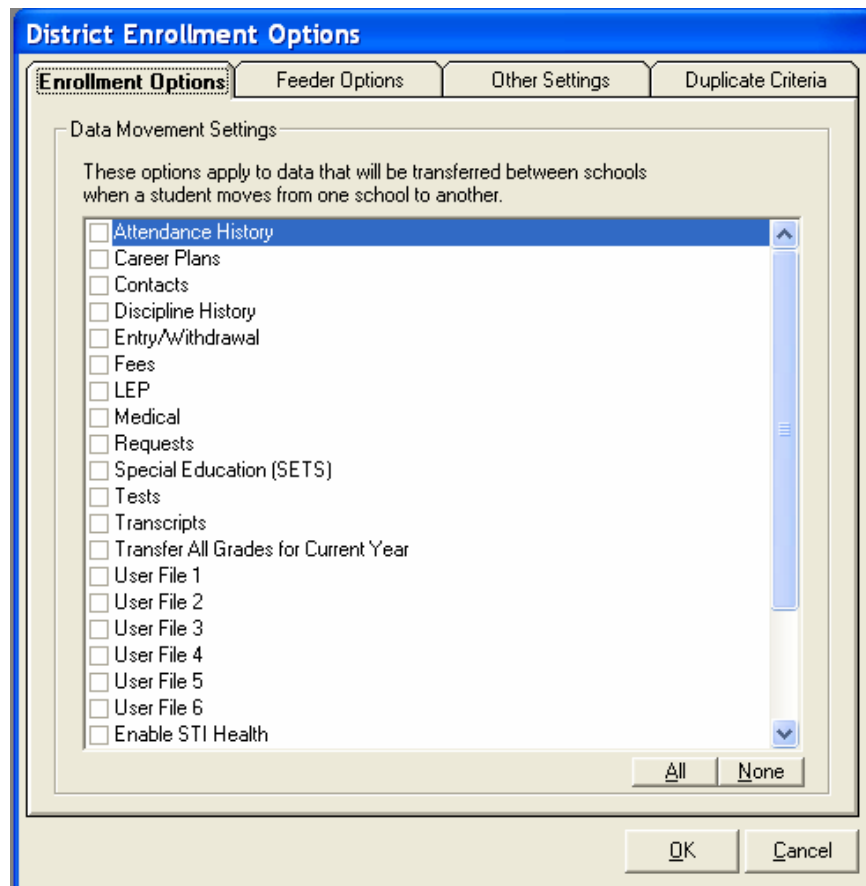 District Enrollment Options
Enrollment Options Feeder Options Other Settings Duplicate Criteria
Data Movement Settings
These options apply to data that will be transferred between schools
when a student moves from one school to another.
Attendance History
Career Plans
Contacts
Discipline History
Entry/Withdrawal
Fees
LEP
Medical
Requests
Special Education (SETS)
Tests
Transcripts
Transfer All Grades for Current Year
User File 1
User File 2
User File 3
User File 4
User File 5
User File 6
Enable STI Health
All None
OK Cancel